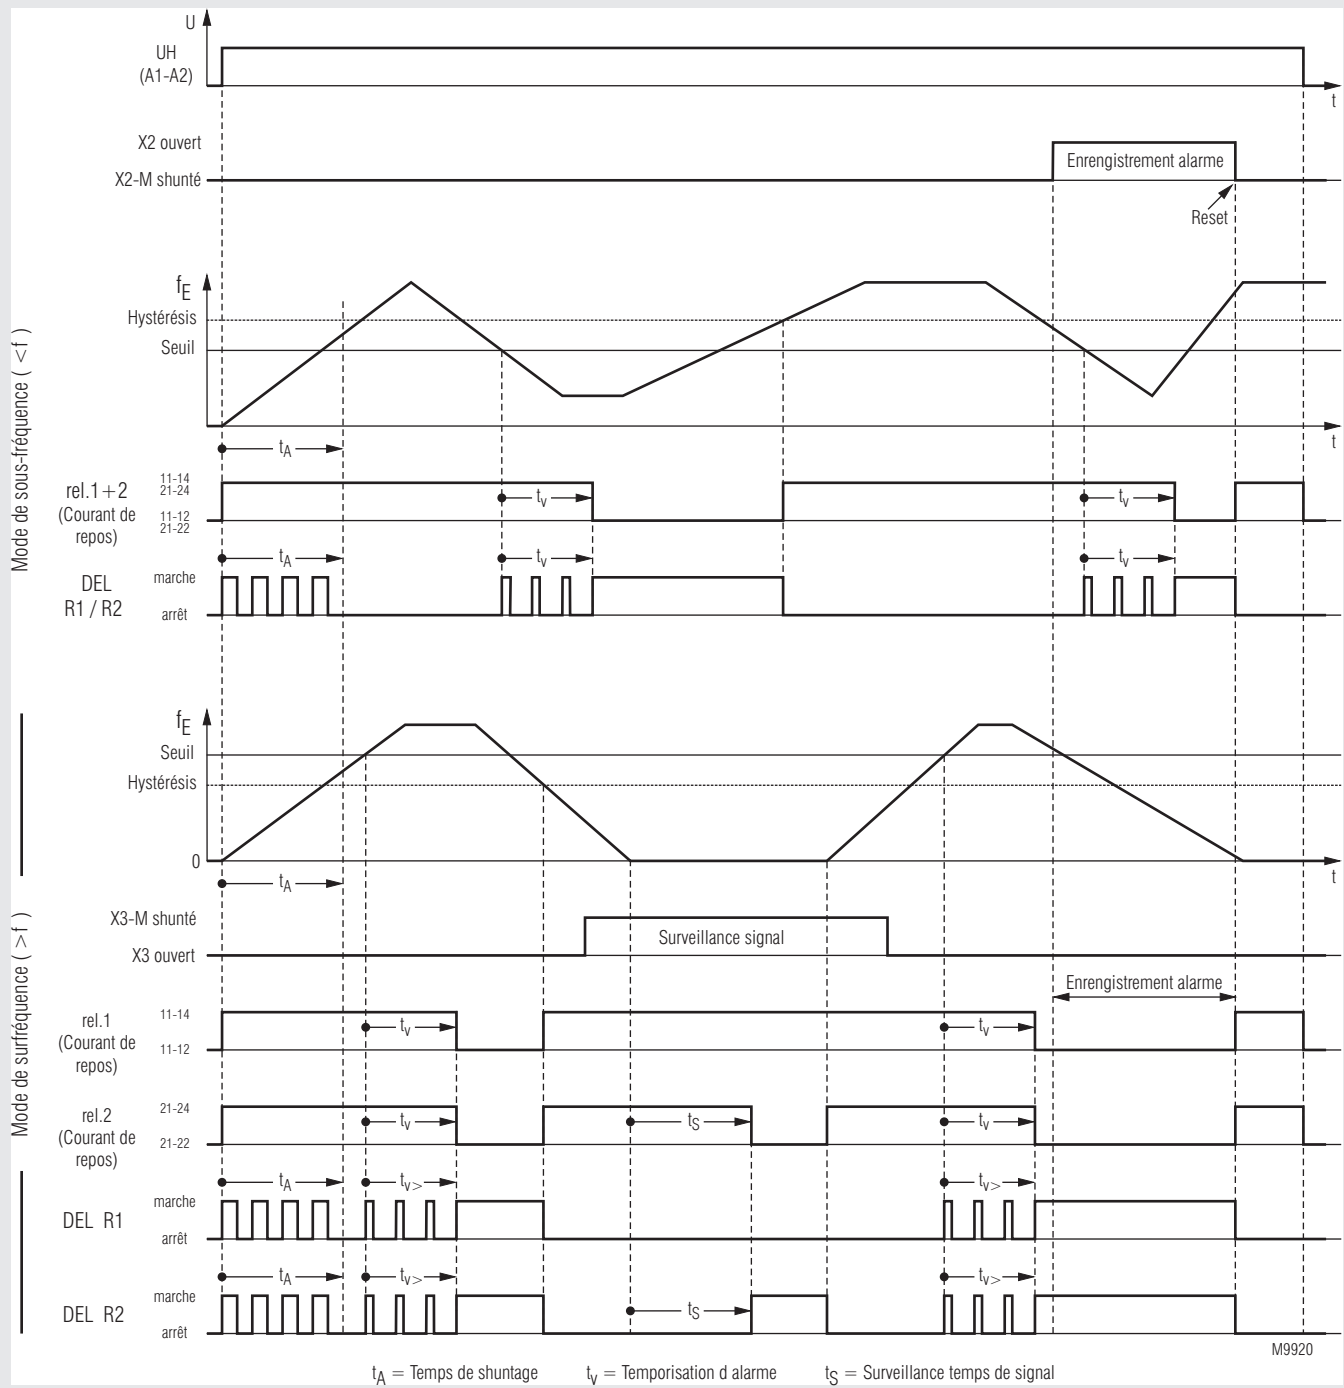 U
UH
(A1-A2)
t
X2 ouvert
Enrengistrement alarme
X2-M shunté
Reset
Mode de sous-fréquence ( <f )
fE
Hystérésis
Seuil
t
tA
rel.1+2
(Courant de
repos)
11-14
21-24
11-12
21-22
tv
tv
tA
tv
tv
DEL
R1 / R2
marche
arrêt
Mode de surfréquence ( >f )
fE
Seuil
Hystérésis
0
t
tA
X3-M shunté
Surveillance signal
X3 ouvert
Enrengistrement alarme
rel.1
(Courant de
repos)
11-14
11-12
tv
tv
rel.2
(Courant de
repos)
21-24
21-22
tv
tS
tv
tA
tv>
tv>
DEL R1
marche
arrêt
tA
tv>
tv>
DEL R2
marche
arrêt
tS
M9920
tA = Temps de shuntage tv = Temporisation d alarme tS = Surveillance temps de signal